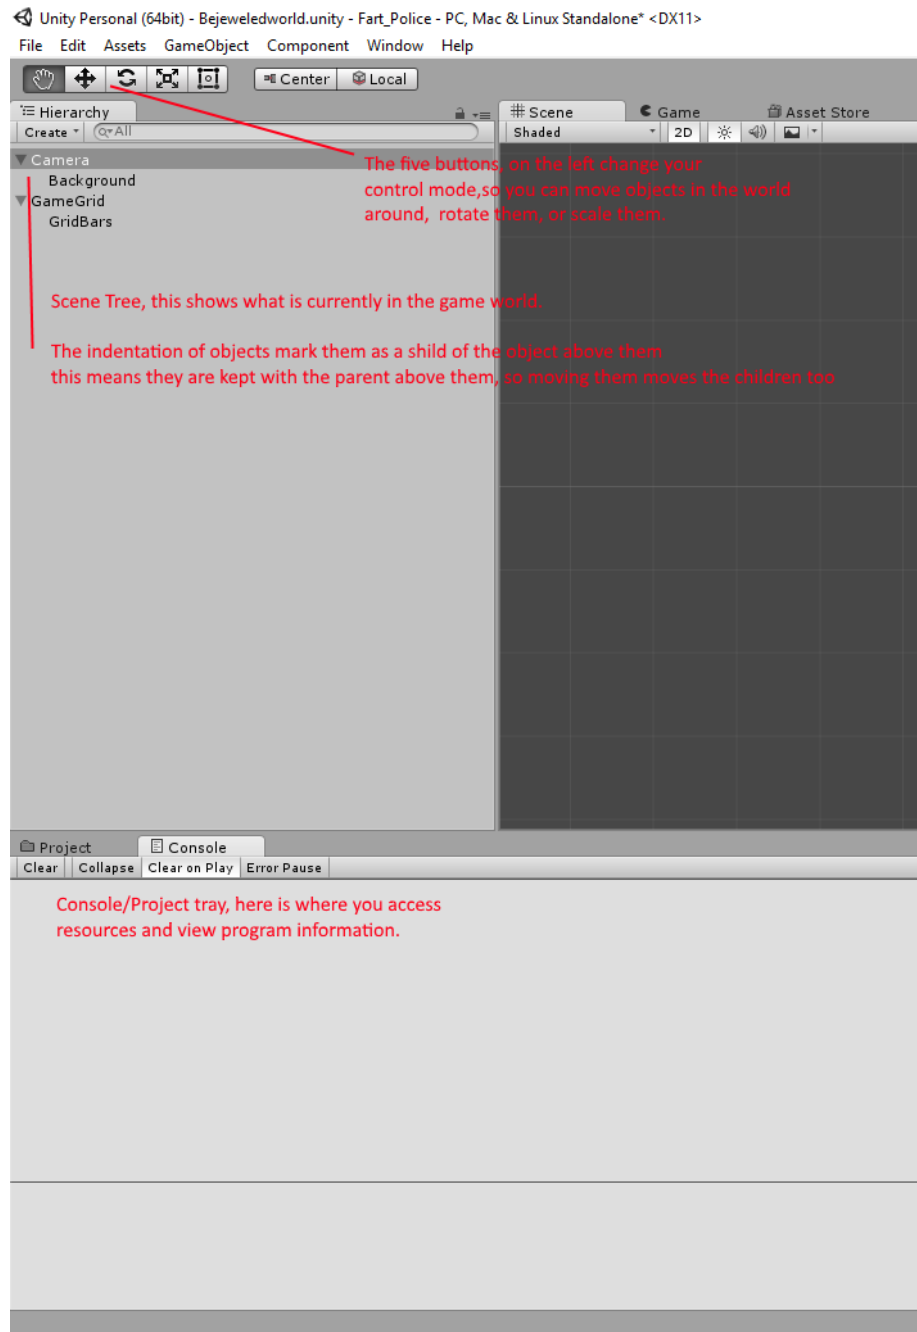 Unity Personal (64bit) - Bejeweledworld.unity - Fart_Police - PC, Mac & Linux Standalone* <DX11>
File Edit Assets GameObject Component Window Help
Center Local
Hierarchy
Create All
Camera
Background
GameGrid
GridBars
# Scene Game Asset Store
Shaded 2D
The five buttons, on the left change your
control mode,so you can move objects in the world
around, rotate them, or scale them.
Scene Tree, this shows what is currently in the game world.
The indentation of objects mark them as a shild of the object above them
this means they are kept with the parent above them, so moving them moves the children too
Project Console
Clear Collapse Clear on Play Error Pause
Console/Project tray, here is where you access
resources and view program information.